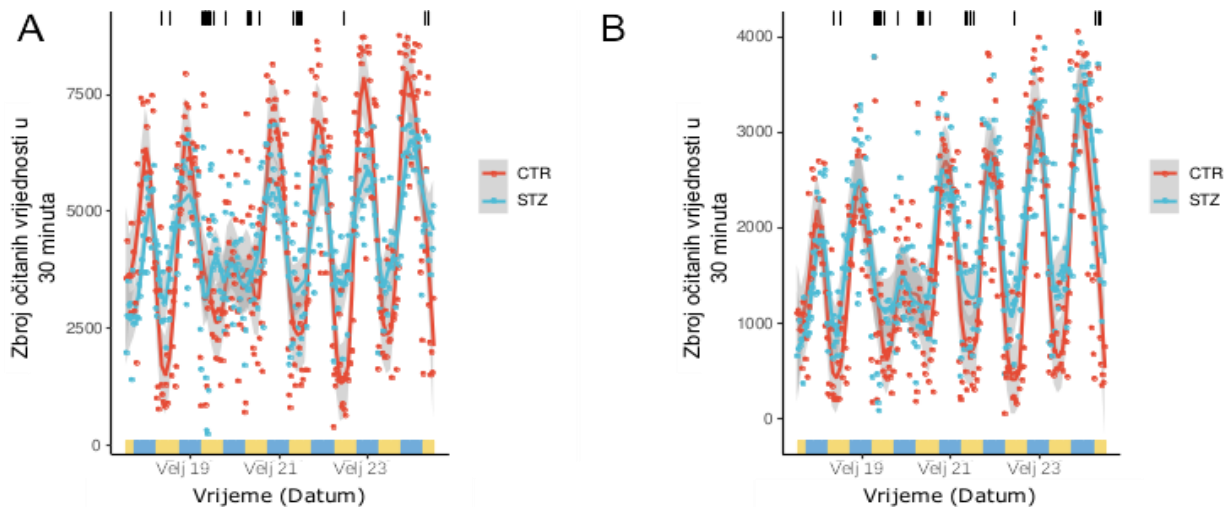 A
Zbroj očitanih vrijednosti u
30 minuta
7500
5000
2500
0
Velj 19
Velj 21
Velj 23
Vrijeme (Datum)
CTR
STZ
B
Zbroj očitanih vrijednosti u
30 minuta
4000
3000
2000
1000
0
Velj 19
Velj 21
Velj 23
Vrijeme (Datum)
CTR
STZ